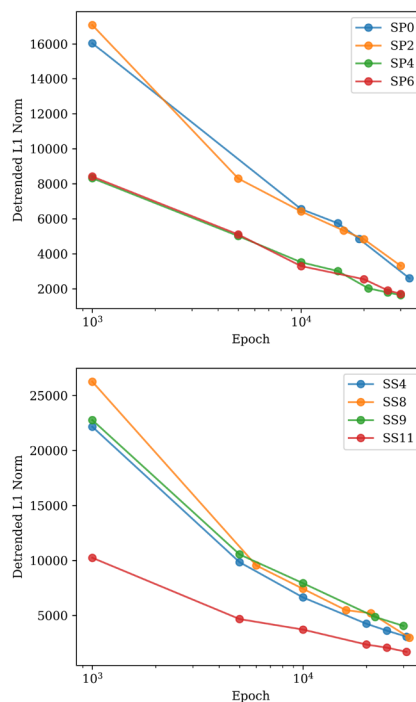 16000
14000
12000
10000
8000
6000
4000
2000
Detrended L1 Norm
SP0
SP2
SP4
SP6
10³
10⁴
Epoch
25000
20000
15000
10000
5000
Detrended L1 Norm
SS4
SS8
SS9
SS11
10³
10⁴
Epoch